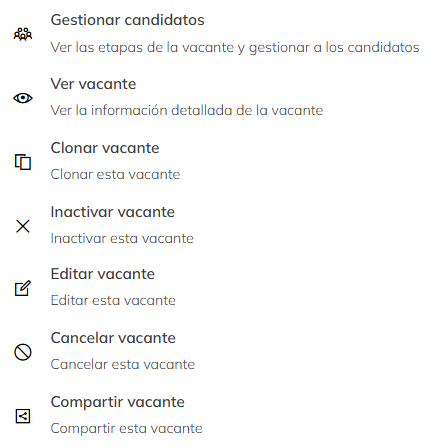 Gestionar candidatos
Ver las etapas de la vacante y gestionar a los candidatos
Ver vacante
Ver la información detallada de la vacante
Clonar vacante
Clonar esta vacante
Inactivar vacante
Inactivar esta vacante
Editar vacante
Editar esta vacante
Cancelar vacante
Cancelar esta vacante
Compartir vacante
Compartir esta vacante